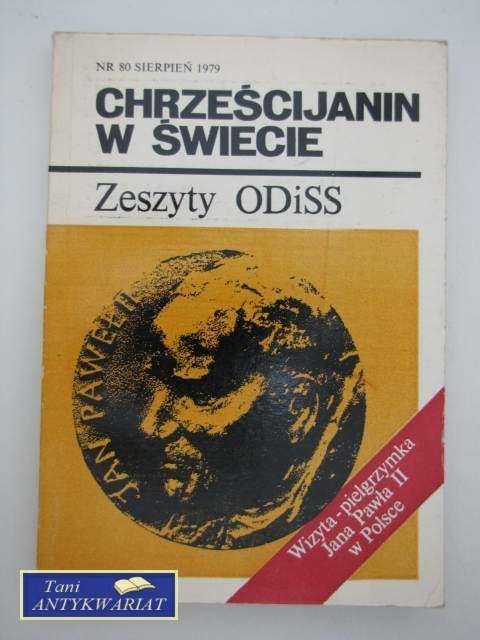 NR 80 SIERPIEŃ 1979
CHRZEŚCIJANIN
W ŚWIECIE
Zeszyty ODiSS
JAN PAWEŁ II
Wizyta-pielgrzymka
Jana Pawła II
w Polsce
Tani
ANTYKWARIAT